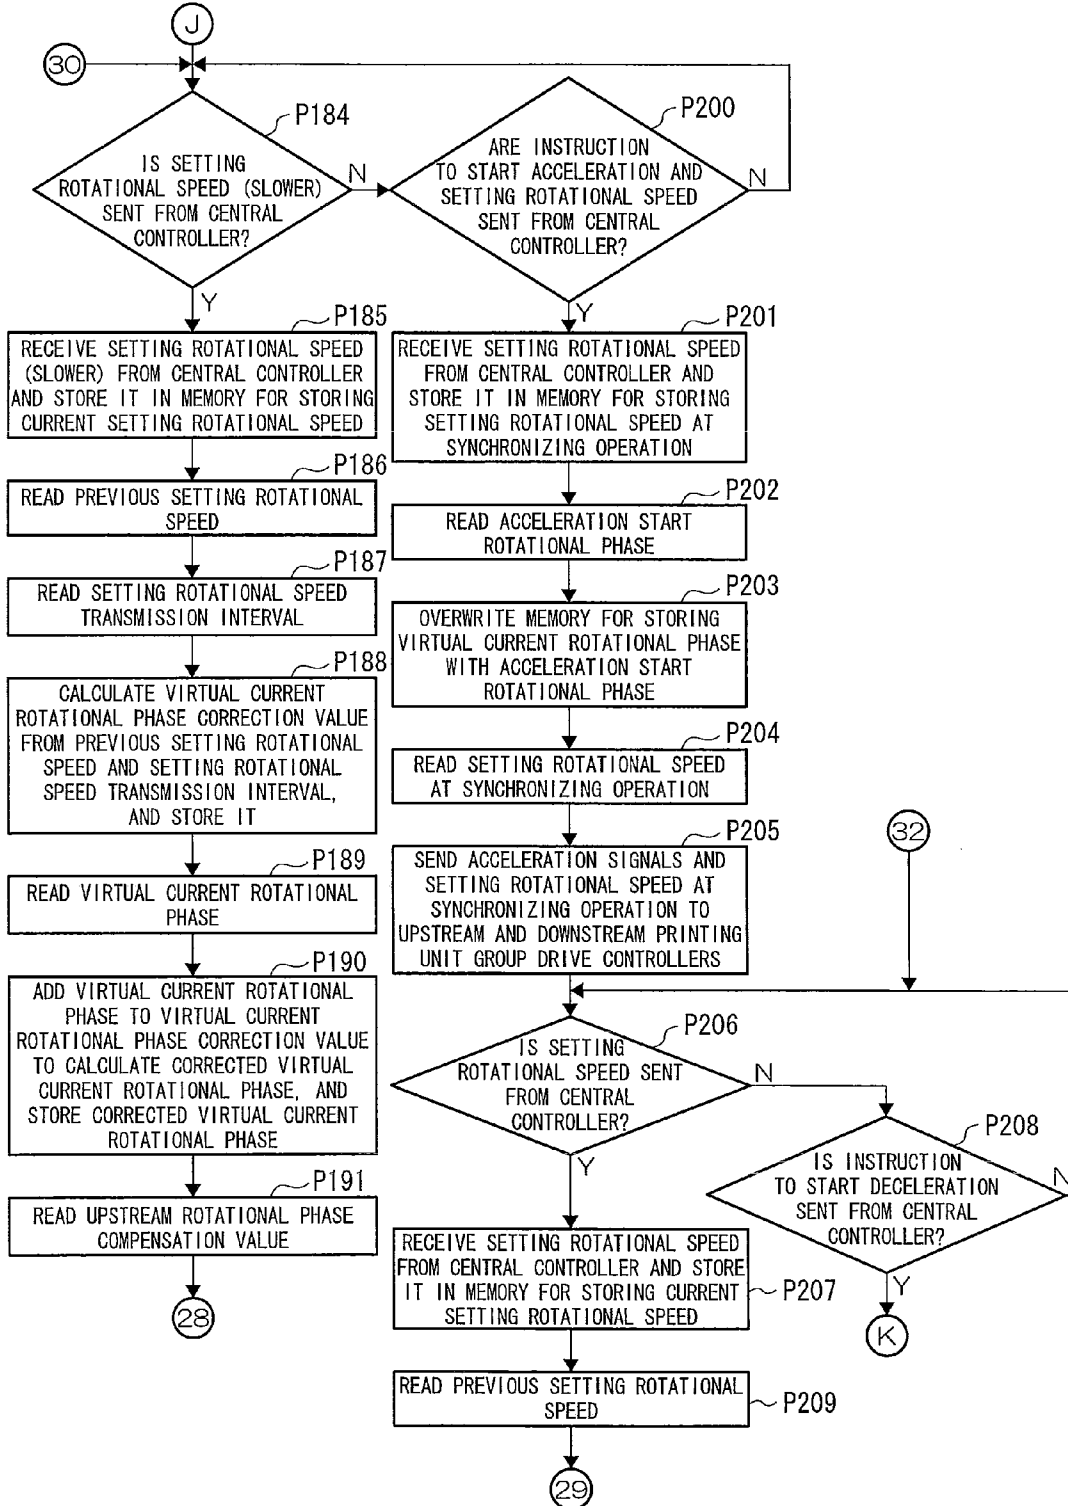 J
30
P184
IS SETTING
ROTATIONAL SPEED (SLOWER)
SENT FROM CENTRAL
CONTROLLER?
N
Y
P200
ARE INSTRUCTION
TO START ACCELERATION AND
SETTING ROTATIONAL SPEED
SENT FROM CENTRAL
CONTROLLER?
N
Y
P185
RECEIVE SETTING ROTATIONAL SPEED
(SLOWER) FROM CENTRAL CONTROLLER
AND STORE IT IN MEMORY FOR STORING
CURRENT SETTING ROTATIONAL SPEED
P186
READ PREVIOUS SETTING ROTATIONAL
SPEED
P187
READ SETTING ROTATIONAL SPEED
TRANSMISSION INTERVAL
P188
CALCULATE VIRTUAL CURRENT
ROTATIONAL PHASE CORRECTION VALUE
FROM PREVIOUS SETTING ROTATIONAL
SPEED AND SETTING ROTATIONAL
SPEED TRANSMISSION INTERVAL,
AND STORE IT
P189
READ VIRTUAL CURRENT ROTATIONAL
PHASE
P190
ADD VIRTUAL CURRENT ROTATIONAL
PHASE TO VIRTUAL CURRENT
ROTATIONAL PHASE CORRECTION VALUE
TO CALCULATE CORRECTED VIRTUAL
CURRENT ROTATIONAL PHASE, AND
STORE CORRECTED VIRTUAL CURRENT
ROTATIONAL PHASE
P191
READ UPSTREAM ROTATIONAL PHASE
COMPENSATION VALUE
28
P201
RECEIVE SETTING ROTATIONAL SPEED
FROM CENTRAL CONTROLLER AND
STORE IT IN MEMORY FOR STORING
SETTING ROTATIONAL SPEED AT
SYNCHRONIZING OPERATION
P202
READ ACCELERATION START
ROTATIONAL PHASE
P203
OVERWRITE MEMORY FOR STORING
VIRTUAL CURRENT ROTATIONAL PHASE
WITH ACCELERATION START
ROTATIONAL PHASE
P204
READ SETTING ROTATIONAL SPEED
AT SYNCHRONIZING OPERATION
P205
SEND ACCELERATION SIGNALS AND
SETTING ROTATIONAL SPEED AT
SYNCHRONIZING OPERATION TO
UPSTREAM AND DOWNSTREAM PRINTING
UNIT GROUP DRIVE CONTROLLERS
32
P206
IS SETTING
ROTATIONAL SPEED SENT
FROM CENTRAL
CONTROLLER?
N
Y
P208
IS INSTRUCTION
TO START DECELERATION
SENT FROM CENTRAL
CONTROLLER?
N
Y
K
RECEIVE SETTING ROTATIONAL SPEED
FROM CENTRAL CONTROLLER AND STORE
IT IN MEMORY FOR STORING CURRENT
SETTING ROTATIONAL SPEED
P207
READ PREVIOUS SETTING ROTATIONAL
SPEED
P209
29